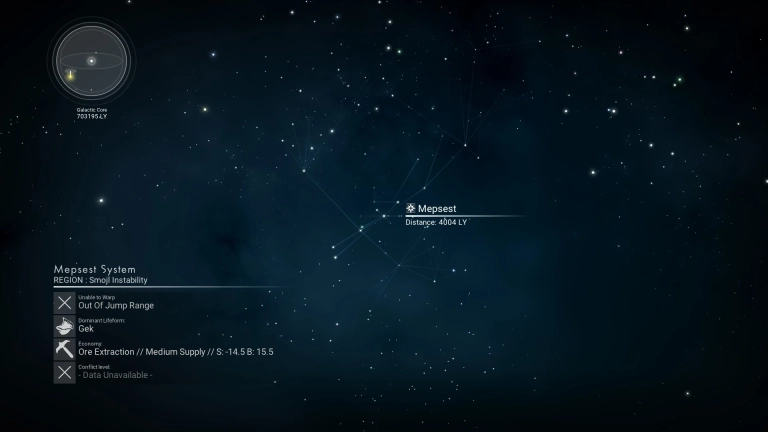 Galactic Core
703195 LY
Mepsest
Distance: 4004 LY
Mepsest System
REGION : Smojl Instability
Unable to Warp
Out Of Jump Range
Dominant Lifeform:
Gek
Economy:
Ore Extraction // Medium Supply // S: -14.5 B: 15.5
Conflict level:
- Data Unavailable -